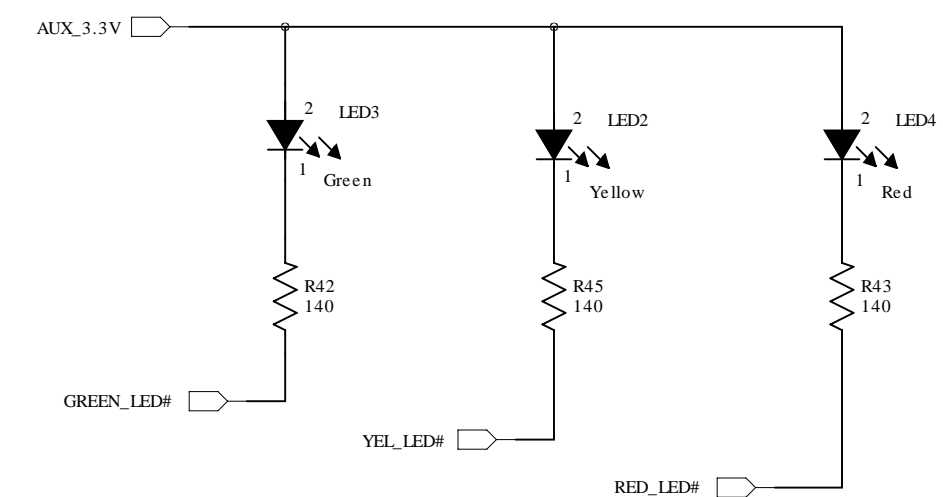 AUX_3.3V
2
LED3
1
Green
R42
140
GREEN_LED#
2
LED2
1
Yellow
R45
140
YEL_LED#
2
LED4
1
Red
R43
140
RED_LED#